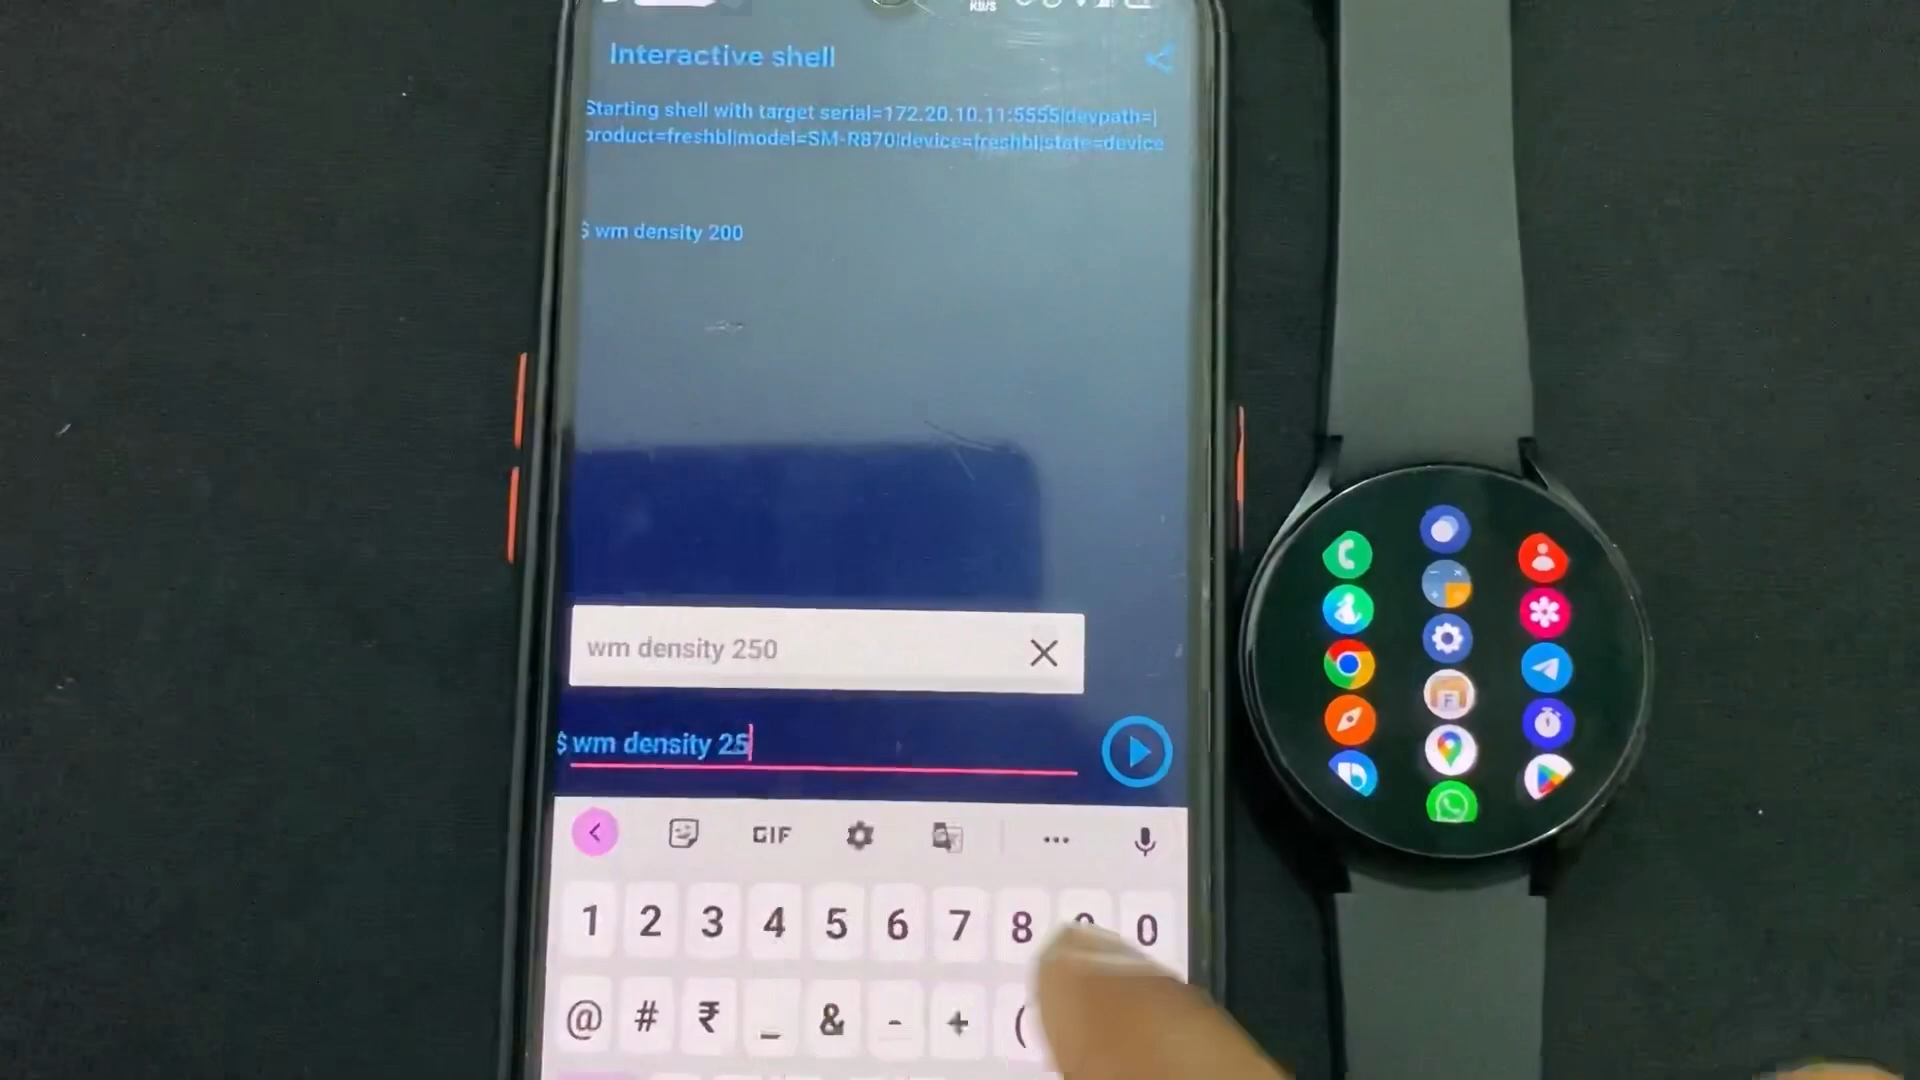 KB/S
Interactive shell
Starting shell with target serial=172.20.10.11:5555|devpath=|
product=freshbl|model=SM-R870|device=freshbl|state=device
$ wm density 200
wm density 250
$ wm density 25
GIF
1 2 3 4 5 6 7 8 9 0
@ # ₹ _ & - + (